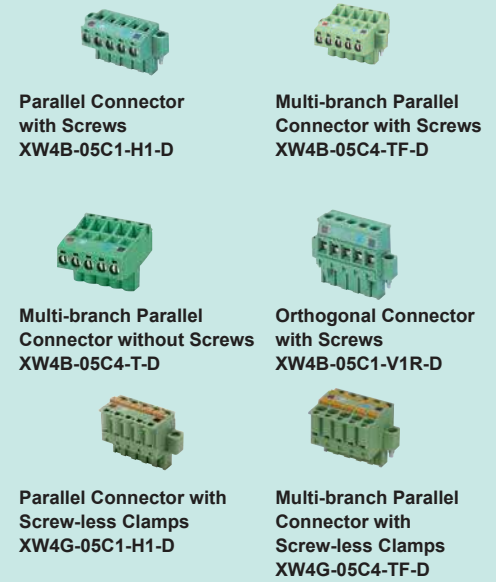 Parallel Connector
with Screws
XW4B-05C1-H1-D
Multi-branch Parallel
Connector with Screws
XW4B-05C4-TF-D
Multi-branch Parallel
Connector without Screws
XW4B-05C4-T-D
Orthogonal Connector
with Screws
XW4B-05C1-V1R-D
Parallel Connector with
Screw-less Clamps
XW4G-05C1-H1-D
Multi-branch Parallel
Connector with
Screw-less Clamps
XW4G-05C4-TF-D